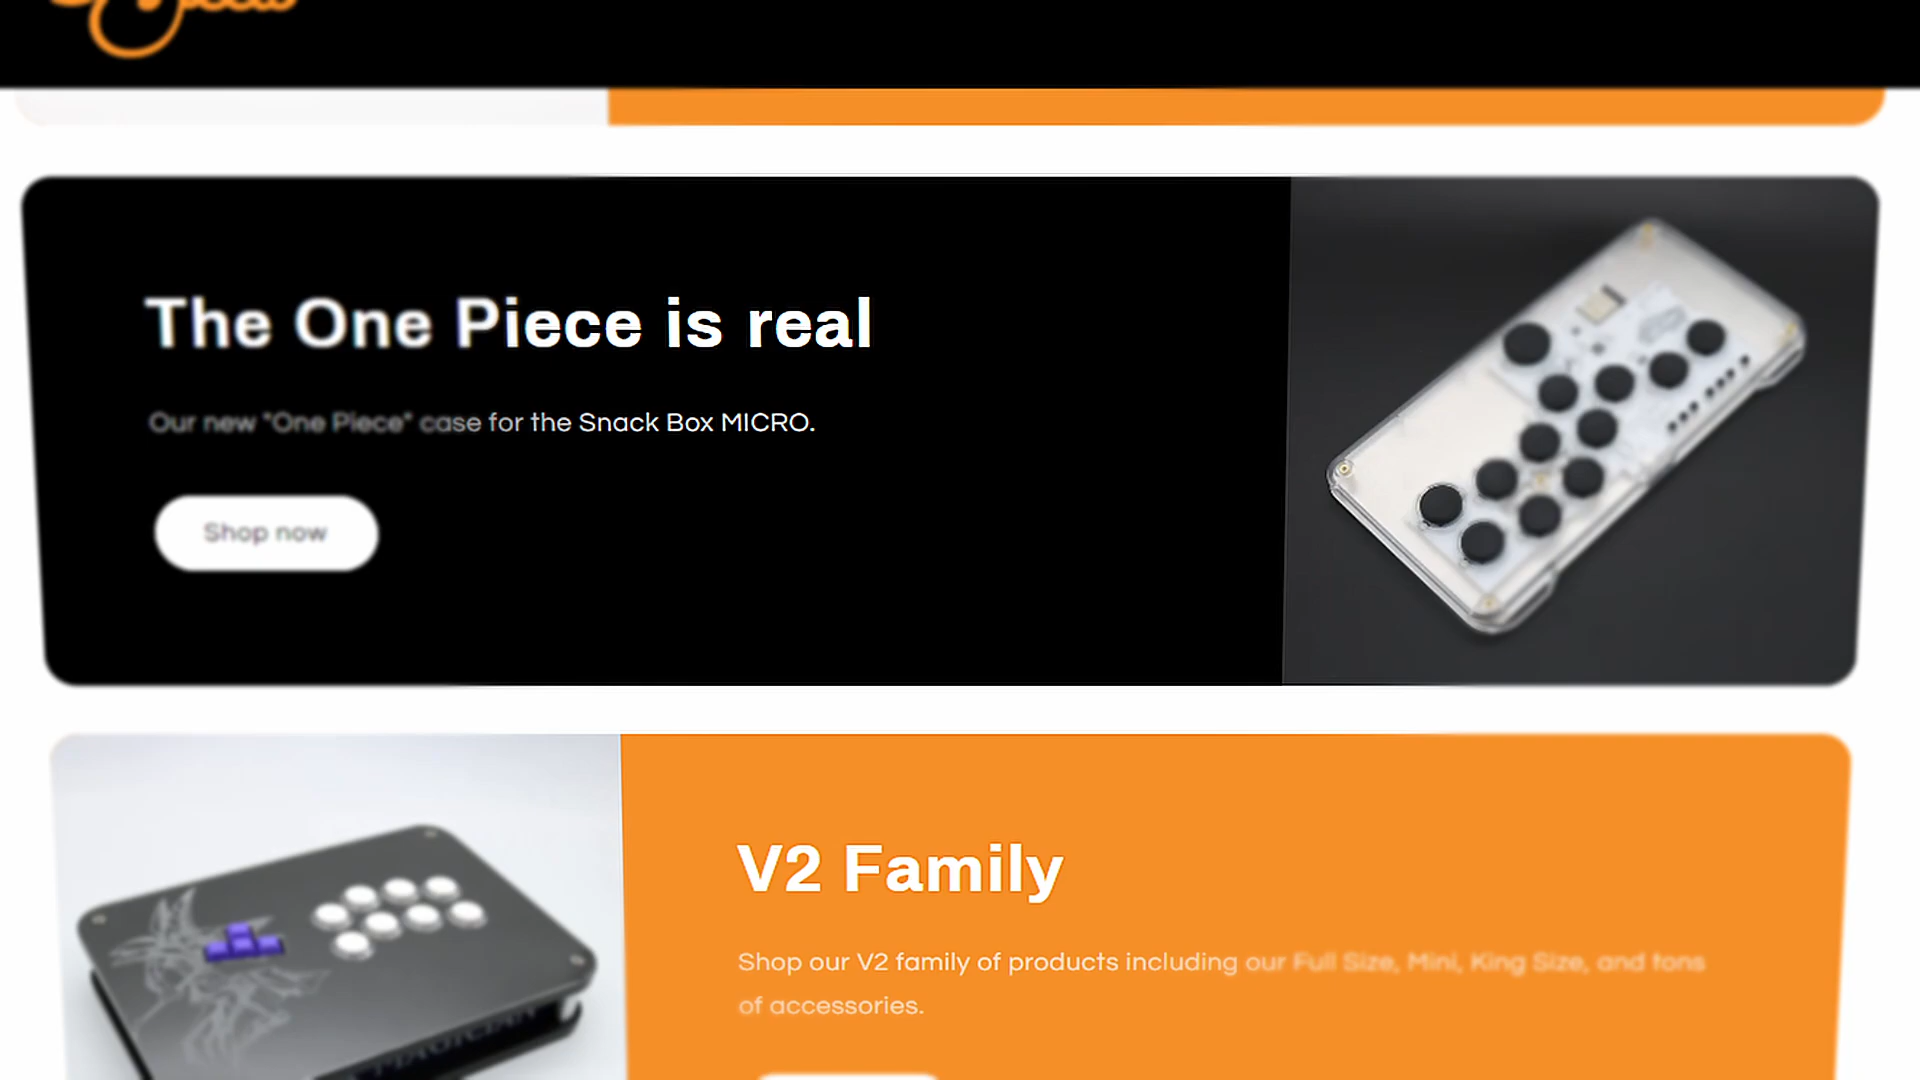 The One Piece is real
Our new "One Piece" case for the Snack Box MICRO.
Shop now
V2 Family
Shop our V2 family of products including our Full Size, Mini, King Size, and tons
of accessories.